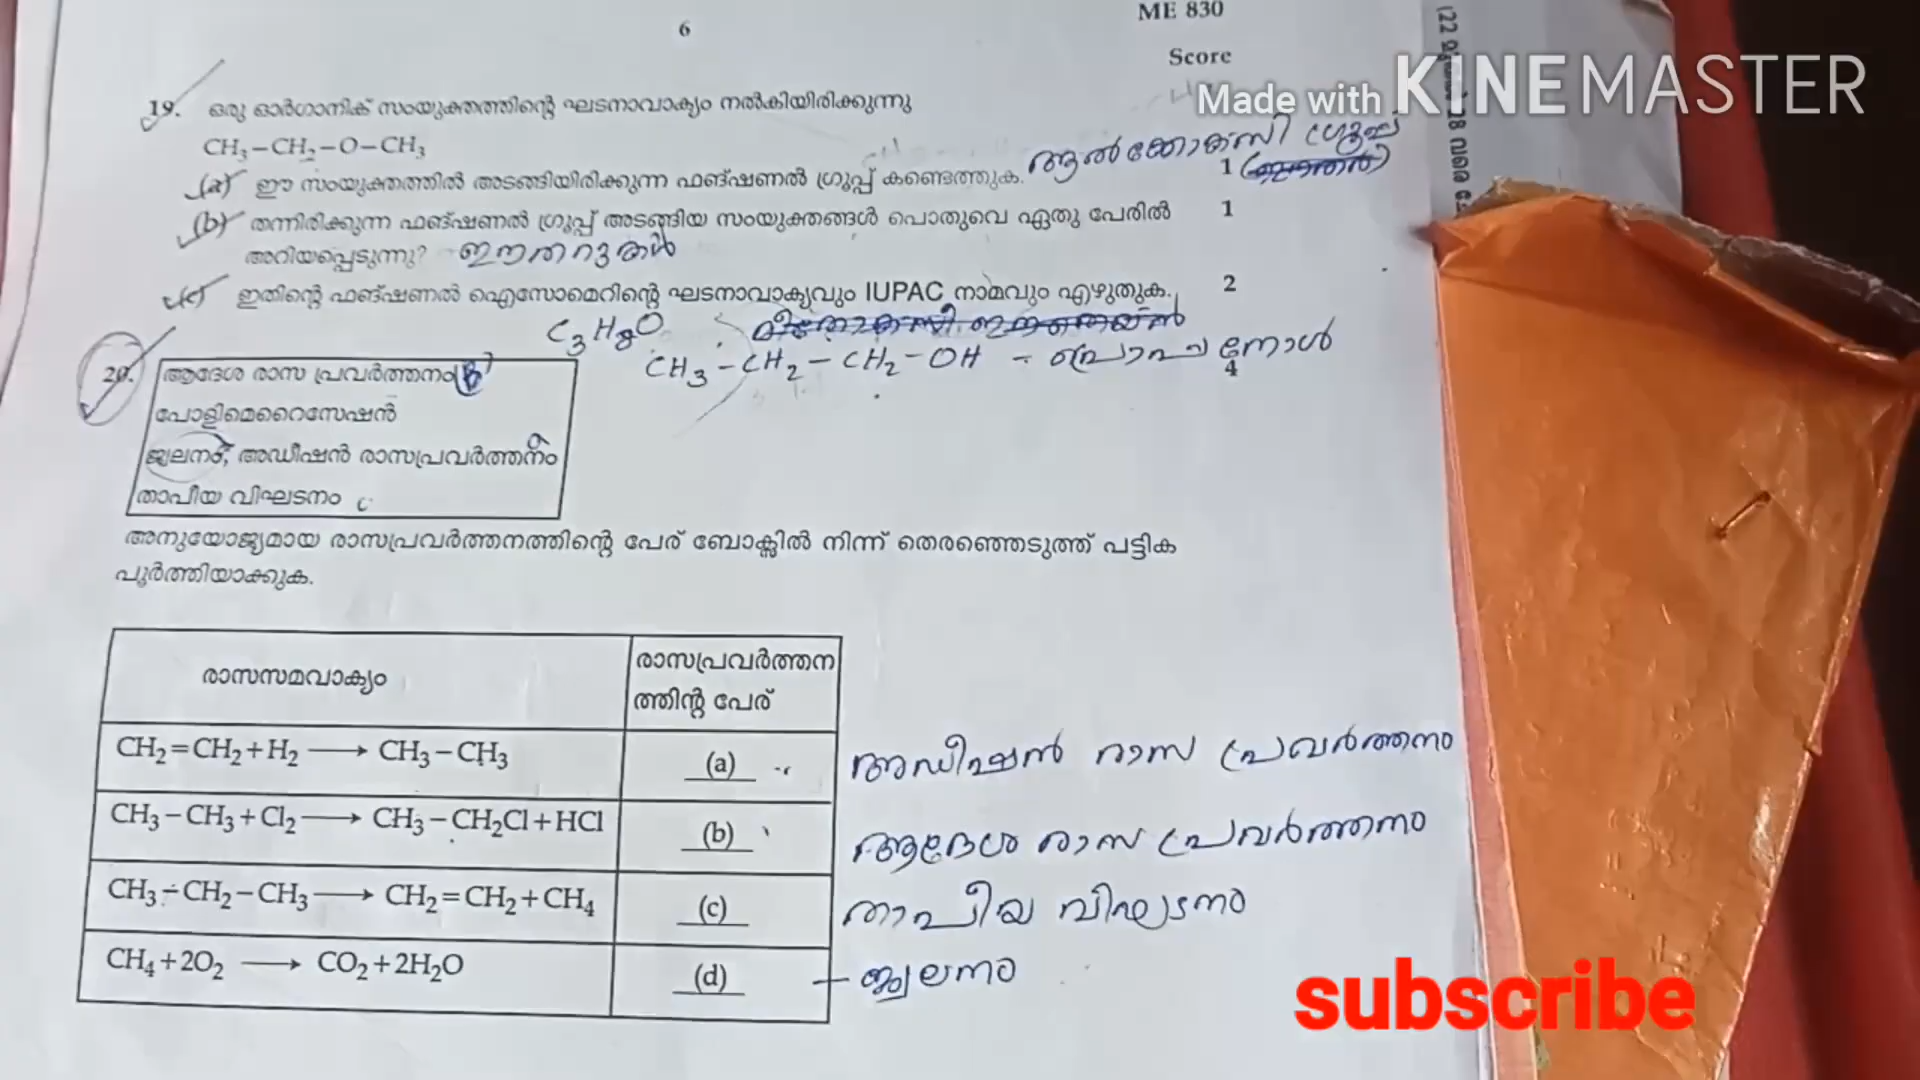 6
ME 830
Score
Made with KINEMASTER
19. ഒരു ഓർഗാനിക് സംയുക്തത്തിന്റെ ഘടനാവാക്യം നൽകിയിരിക്കുന്നു
CH₃–CH₂–O–CH₃
ആൽക്കോക്സി ഗ്രൂപ്പ്
(a) ഈ സംയുക്തത്തിൽ അടങ്ങിയിരിക്കുന്ന ഫങ്ഷണൽ ഗ്രൂപ്പ് കണ്ടെത്തുക. 1
(b) തന്നിരിക്കുന്ന ഫങ്ഷണൽ ഗ്രൂപ്പ് അടങ്ങിയ സംയുക്തങ്ങൾ പൊതുവെ ഏതു പേരിൽ 1
അറിയപ്പെടുന്നു? ഈതറുകൾ
(c) ഇതിന്റെ ഫങ്ഷണൽ ഐസോമെറിന്റെ ഘടനാവാക്യവും IUPAC നാമവും എഴുതുക. 2
C₃H₈O
CH₃–CH₂–CH₂–OH – പ്രൊപ്പനോൾ
20. ആദേശ രാസ പ്രവർത്തനം 4
പോളിമെറൈസേഷൻ
ജ്വലനം, അഡീഷൻ രാസപ്രവർത്തനം a
താപീയ വിഘടനം c
അനുയോജ്യമായ രാസപ്രവർത്തനത്തിന്റെ പേര് ബോക്സിൽ നിന്ന് തെരഞ്ഞെടുത്ത് പട്ടിക
പൂർത്തിയാക്കുക.
രാസസമവാക്യം
രാസപ്രവർത്തന
ത്തിന്റ പേര്
CH₂=CH₂+H₂ ⟶ CH₃–CH₃ (a) അഡീഷൻ രാസ പ്രവർത്തനം
CH₃–CH₃+Cl₂ ⟶ CH₃–CH₂Cl+HCl (b) ആദേശ രാസ പ്രവർത്തനം
CH₃–CH₂–CH₃ ⟶ CH₂=CH₂+CH₄ (c) താപീയ വിഘടനം
CH₄+2O₂ ⟶ CO₂+2H₂O (d) ജ്വലനം
subscribe